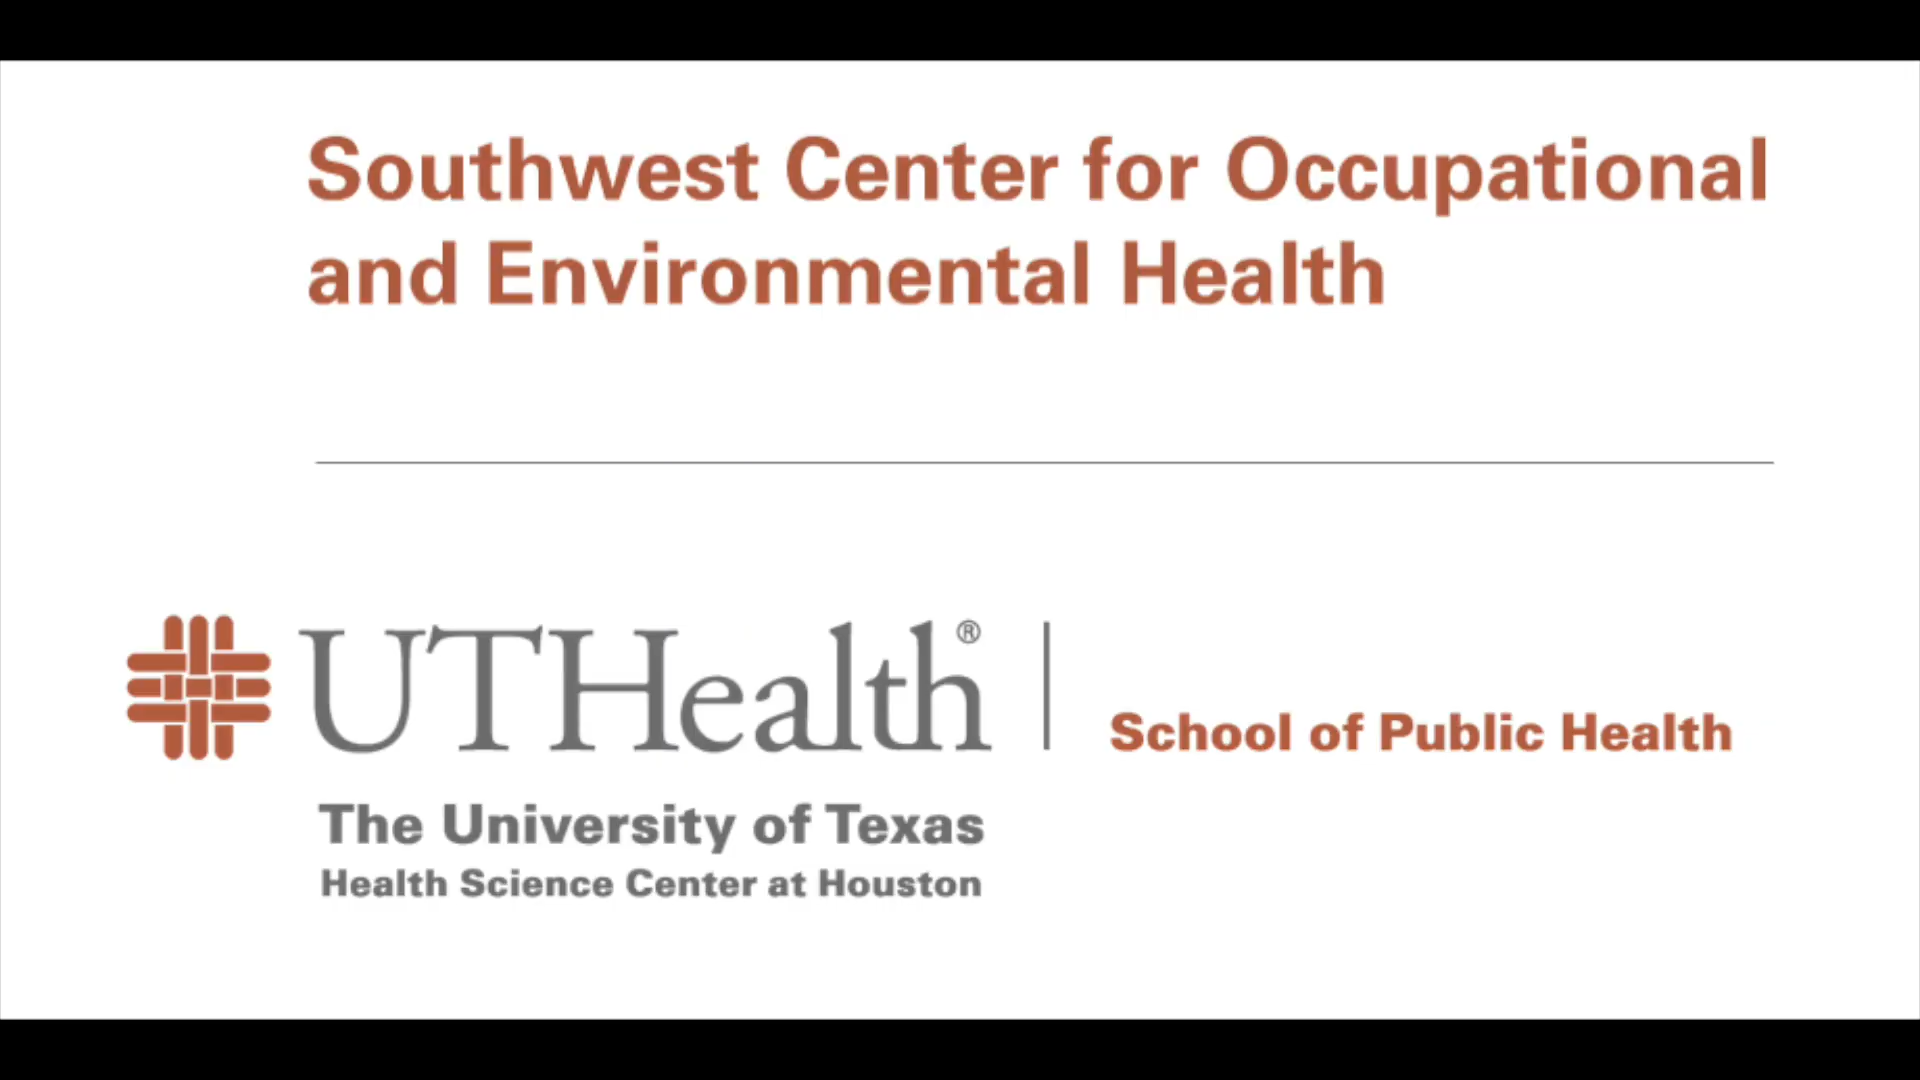 Southwest Center for Occupational
and Environmental Health
UTHealth®
School of Public Health
The University of Texas
Health Science Center at Houston